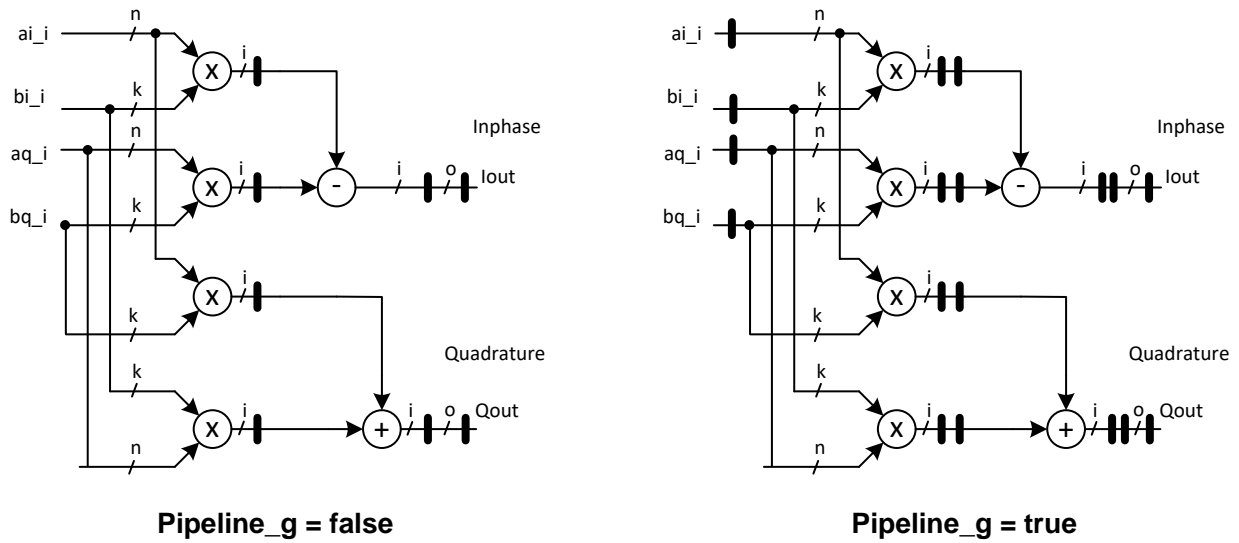 n
ai_i
i
X
k
bi_i
n
Inphase
aq_i
i
i
o
Iout
X
-
k
bq_i
i
X
k
Quadrature
k
i
i
o
Qout
X
+
n
Pipeline_g = false
n
ai_i
i
X
k
bi_i
n
Inphase
aq_i
i
i
o
Iout
X
-
k
bq_i
i
X
k
Quadrature
k
i
i
o
Qout
X
+
n
Pipeline_g = true